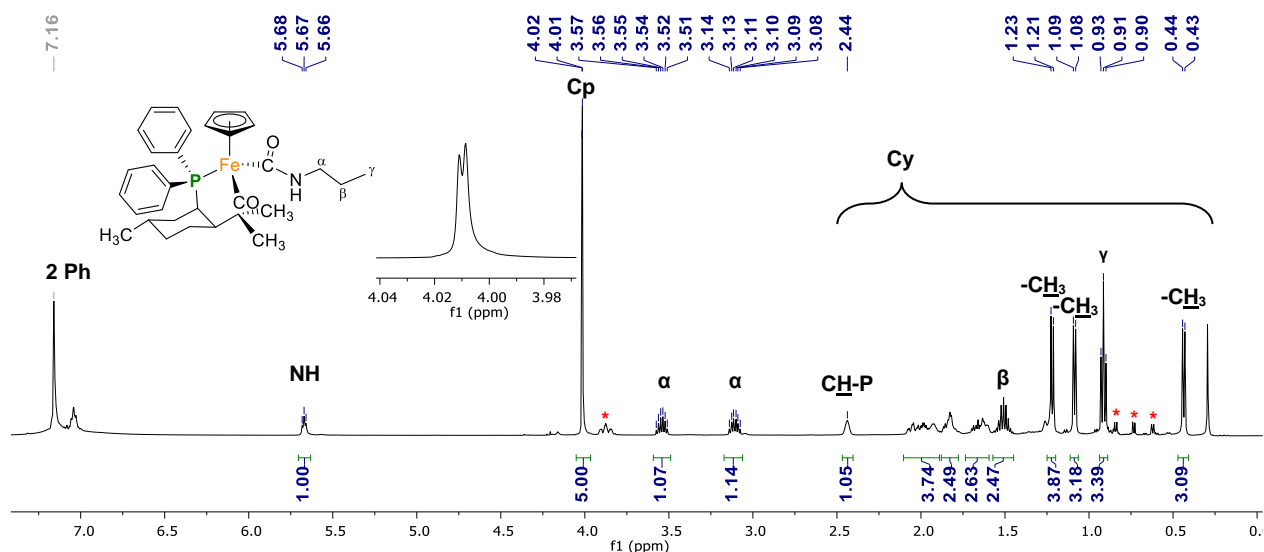 7.16
5.68
5.67
5.66
4.02
4.01
3.57
3.56
3.55
3.54
3.52
3.51
3.14
3.13
3.11
3.10
3.09
3.08
2.44
1.23
1.21
1.09
1.08
0.93
0.91
0.90
0.44
0.43
Cp
Fe
P
C
O
N
H
α
β
γ
CO
CH₃
CH₃
H₃C
Cy
4.04 4.02 4.00 3.98
f1 (ppm)
2 Ph
NH
*
α
α
CH-P
β
-CH₃
-CH₃
γ
-CH₃
* * *
1.00
5.00
1.07
1.14
1.05
3.74
2.49
2.63
2.47
3.87
3.18
3.39
3.09
7.0 6.5 6.0 5.5 5.0 4.5 4.0 3.5 3.0 2.5 2.0 1.5 1.0 0.5
f1 (ppm)